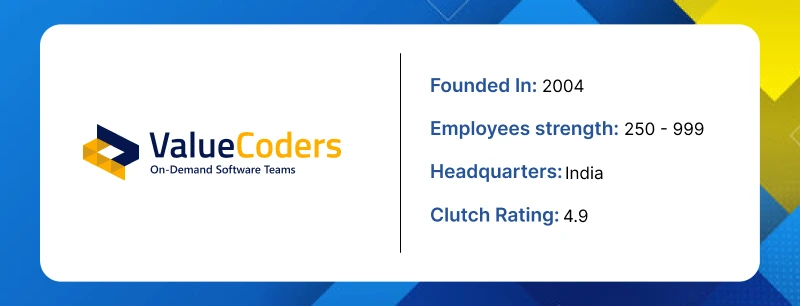 ValueCoders
On-Demand Software Teams
Founded In: 2004
Employees strength: 250 - 999
Headquarters: India
Clutch Rating: 4.9